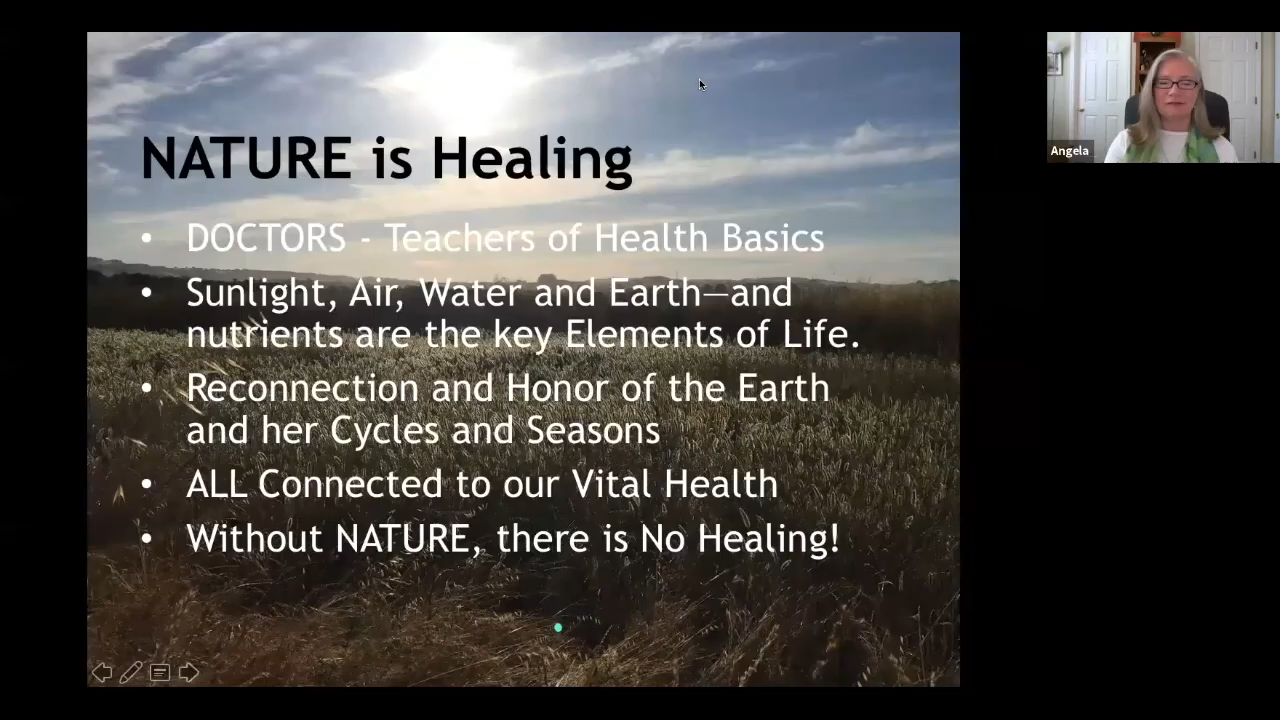 NATURE is Healing
• DOCTORS - Teachers of Health Basics
• Sunlight, Air, Water and Earth—and
nutrients are the key Elements of Life.
• Reconnection and Honor of the Earth
and her Cycles and Seasons
• ALL Connected to our Vital Health
• Without NATURE, there is No Healing!
Angela